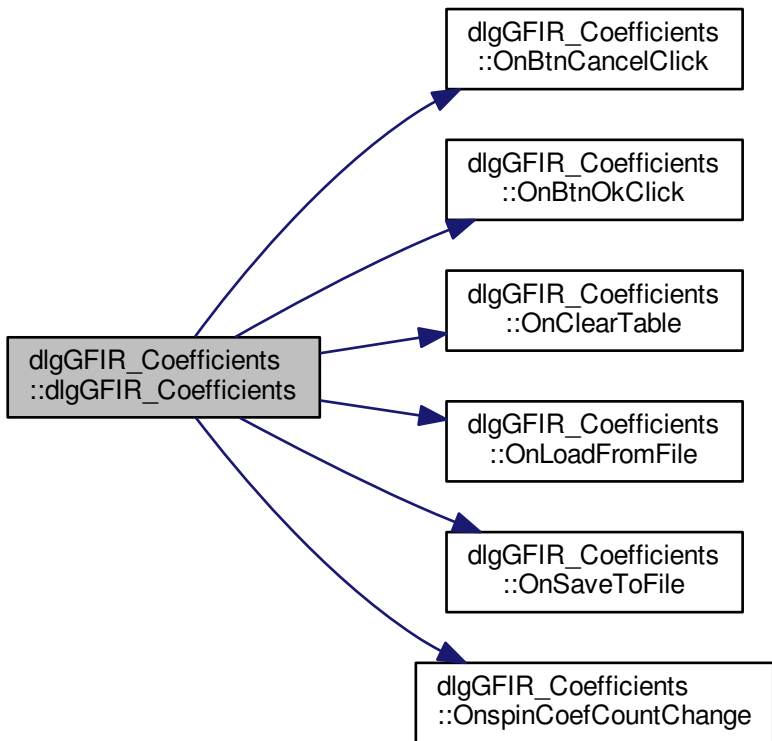 dlgGFIR_Coefficients
::OnBtnCancelClick
dlgGFIR_Coefficients
::OnBtnOkClick
dlgGFIR_Coefficients
::OnClearTable
dlgGFIR_Coefficients
::dlgGFIR_Coefficients
dlgGFIR_Coefficients
::OnLoadFromFile
dlgGFIR_Coefficients
::OnSaveToFile
dlgGFIR_Coefficients
::OnspinCoefCountChange